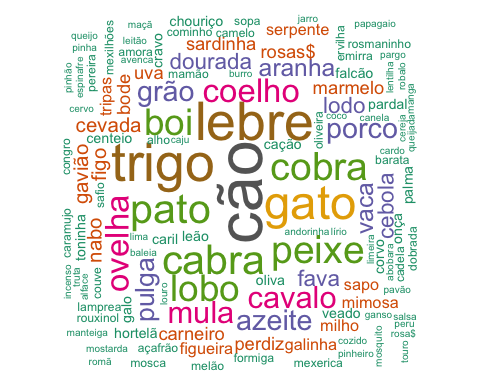 maçã
jarro
papagaio
chouriço sopa serpente
queijo leitão mexilhões cominho camelo ervilha rosmaninho
pinha amora cravo sardinha rosas$ emirra pargo
pinhão pereira avenca dourada aranha lentilha robalo
espinafre tripas uva mamão burro falcão marmelo
cervo bode grão coelho lodo pardal manga
cevada boi lebre oliveira coco canela porco cereja queijada
centeio alho caju cação cardo
congro figo trigo cão cobra barata
gavião safio vaca cebola palma
caramujo ovelha pato gato onça
toninha nabo lima andorinha lírio limeira corvo dobrada
baleia caril leão peixe abobara cadela
incenso truta alface couve pulga cabra
louro lobo oliva fava sapo pavão
lamprea galo mula cavalo mimosa
rouxinol azeite veado ganso salsa
manteiga hortelã carneiro milho peru rosa$
mostarda açafrão figueira perdiz galinha cozido mosquito touro
romã mosca melão formiga mexerica pinheiro